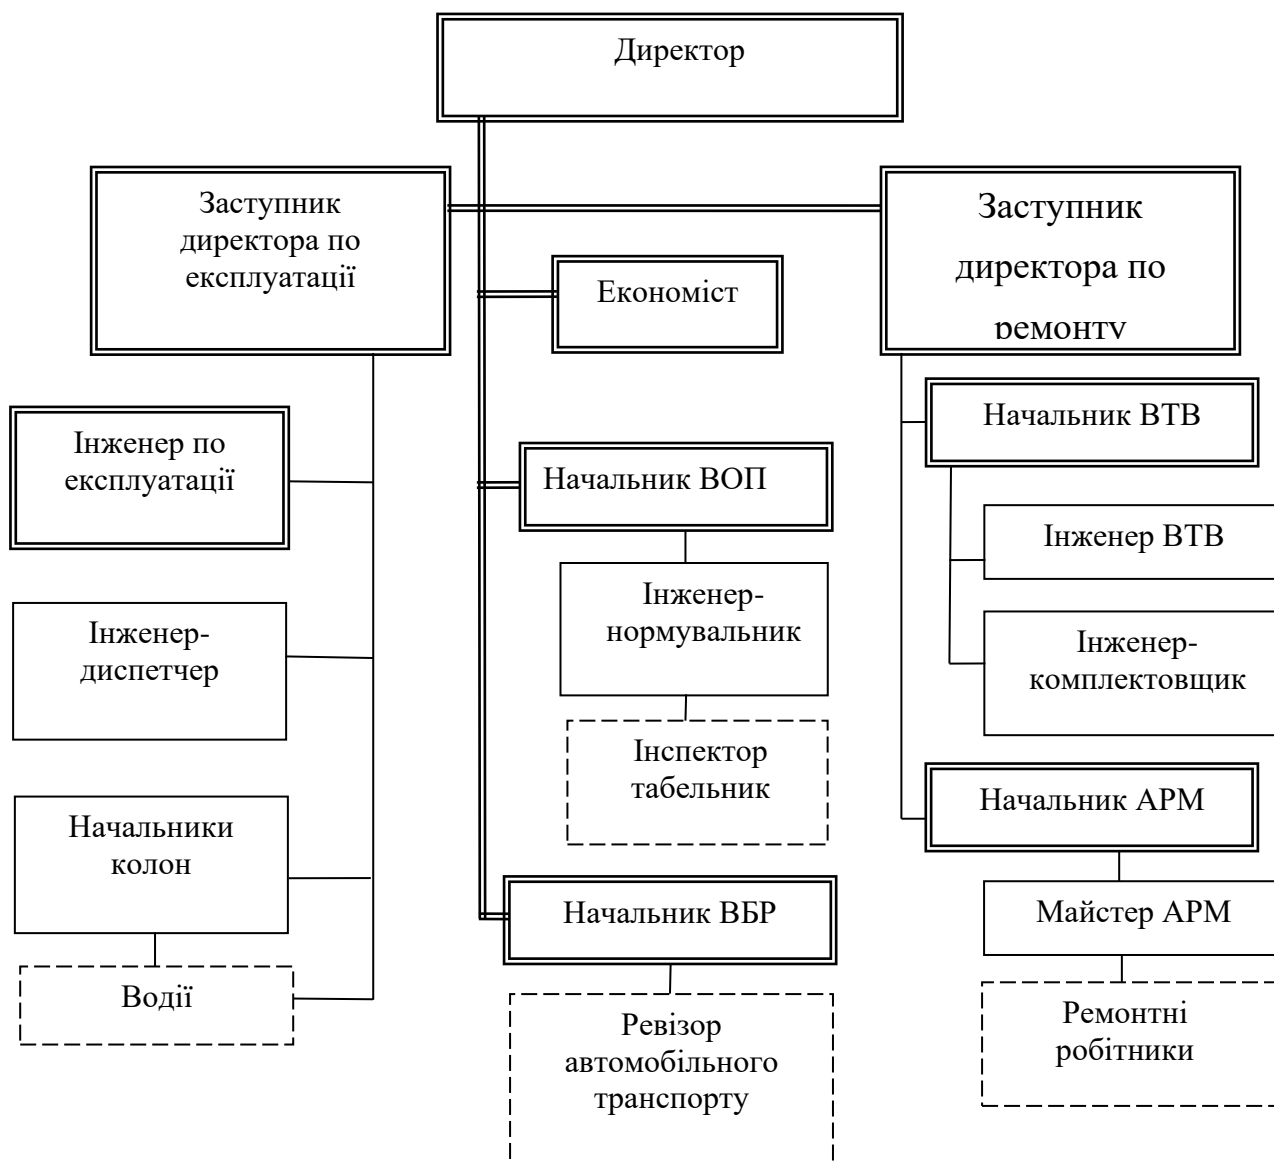 Директор
Заступник
директора по
експлуатації
Заступник
директора по
ремонту
Економіст
Інженер по
експлуатації
Начальник ВОП
Начальник ВТВ
Інженер ВТВ
Інженер-
нормувальник
Інженер-
диспетчер
Інженер-
комплектовщик
Інспектор
табельник
Начальник АРМ
Начальники
колон
Начальник ВБР
Майстер АРМ
Водії
Ревізор
автомобільного
транспорту
Ремонтні
робітники